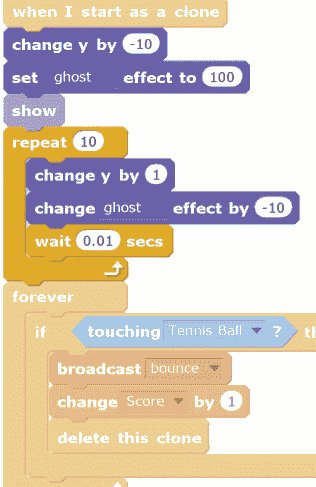 when I start as a clone
change y by -10
set ghost effect to 100
show
repeat 10
change y by 1
change ghost effect by -10
wait 0.01 secs
forever
if touching Tennis Ball ?
broadcast bounce
change Score by 1
delete this clone